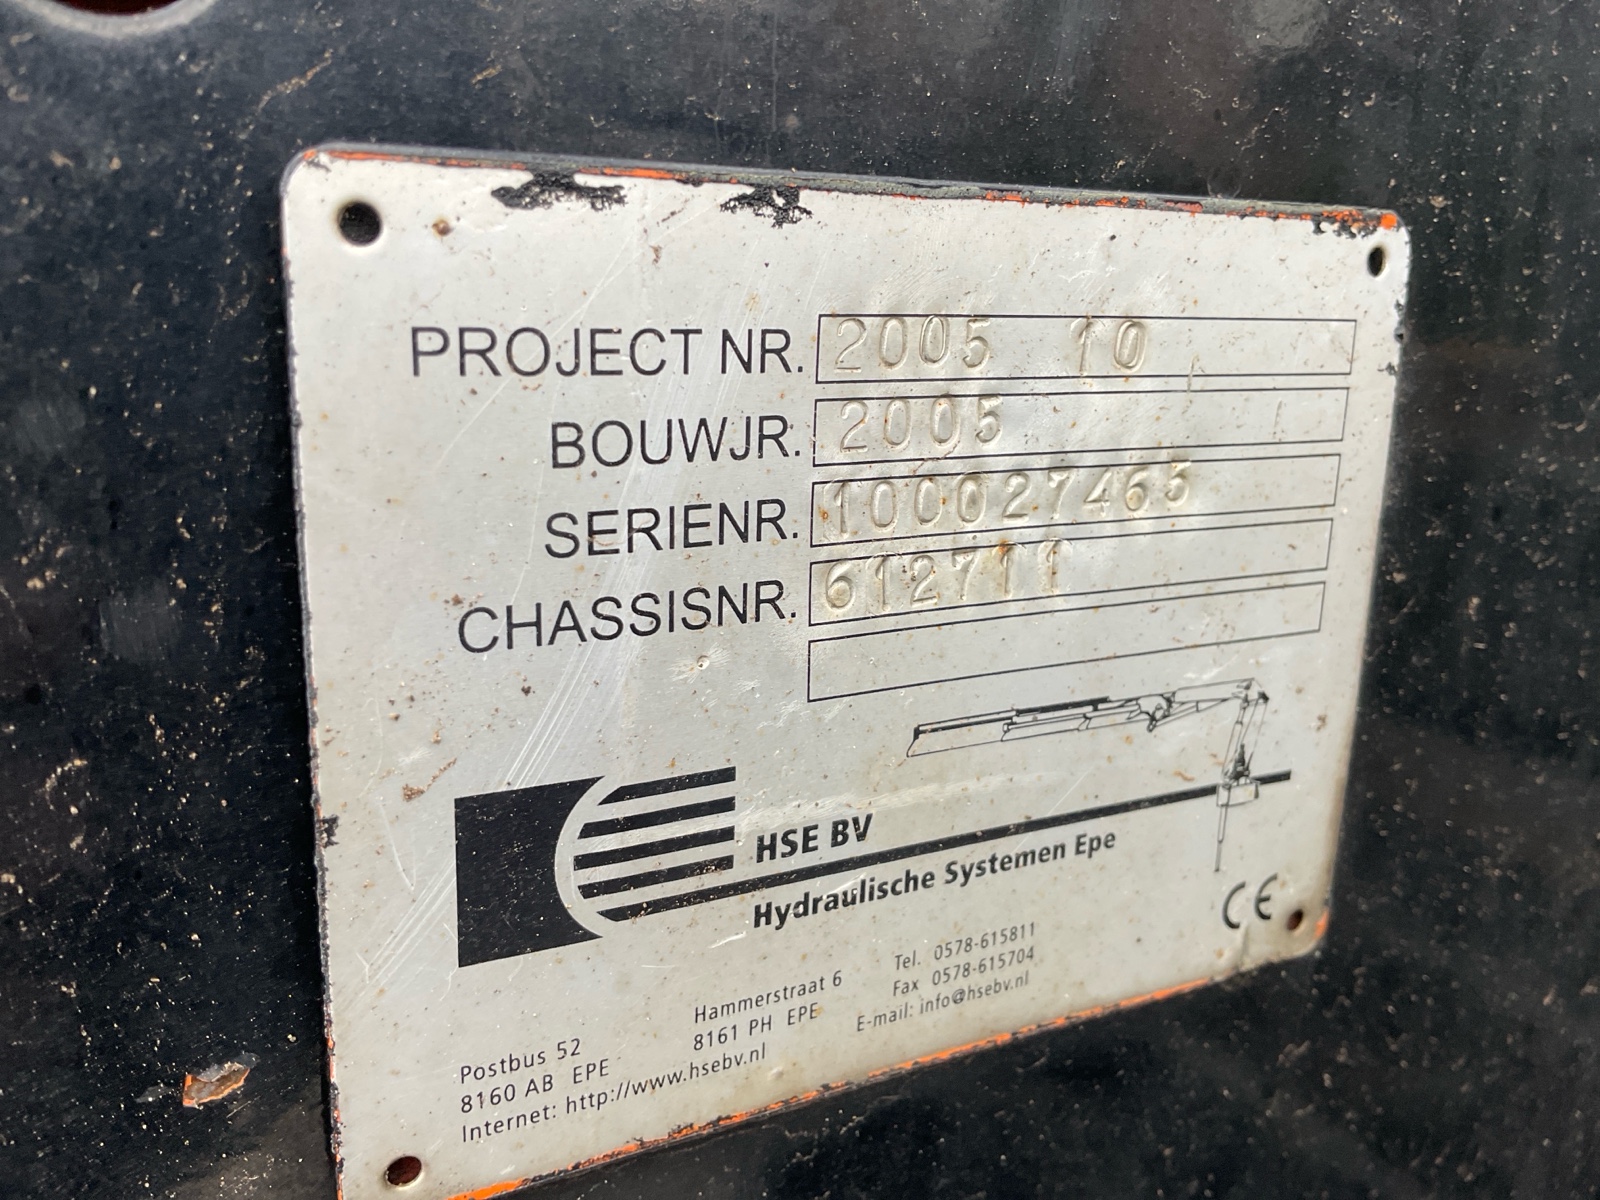 PROJECT NR. 2005 10
BOUWJR. 2005
SERIENR. 100027465
CHASSISNR. 612711
HSE BV
Hydraulische Systemen Epe
CE
Postbus 52
8160 AB EPE
Internet: http://www.hsebv.nl
Hammerstraat 6
8161 PH EPE
Tel. 0578-615811
Fax 0578-615704
E-mail: info@hsebv.nl